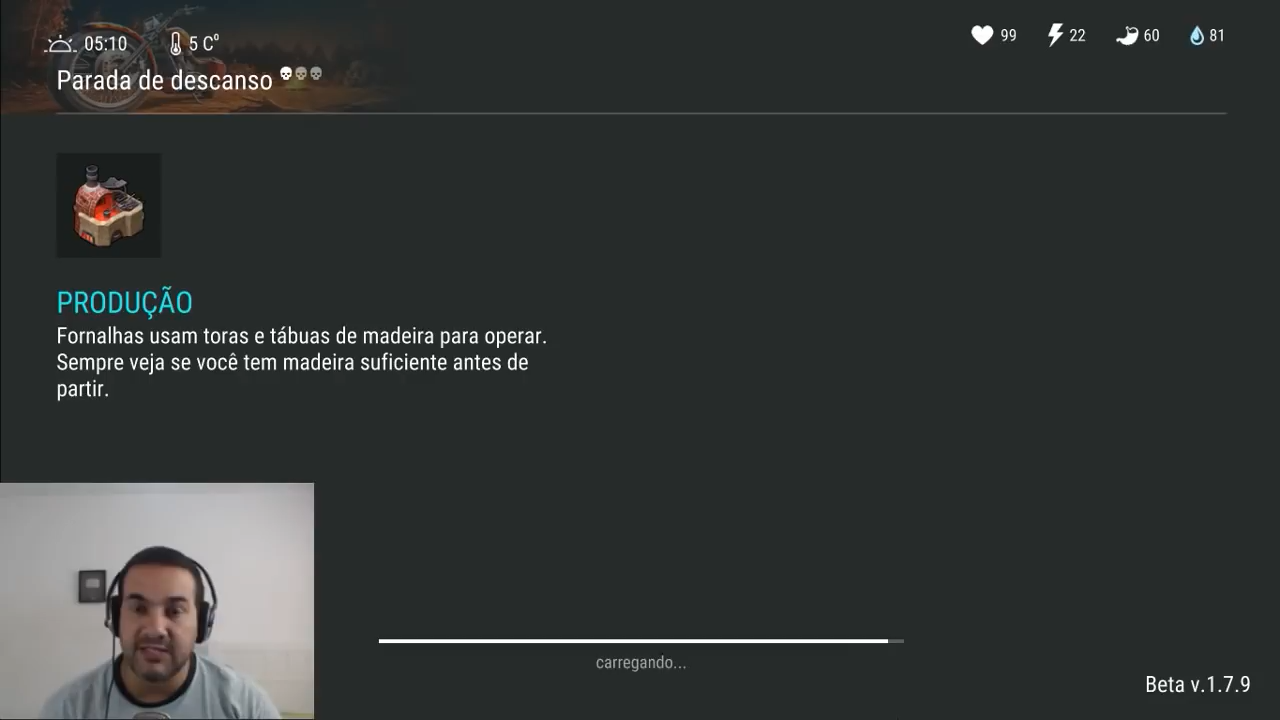 05:10 5 Cº
99 22 60 81
Parada de descanso
PRODUÇÃO
Fornalhas usam toras e tábuas de madeira para operar.
Sempre veja se você tem madeira suficiente antes de
partir.
carregando...
Beta v.1.7.9